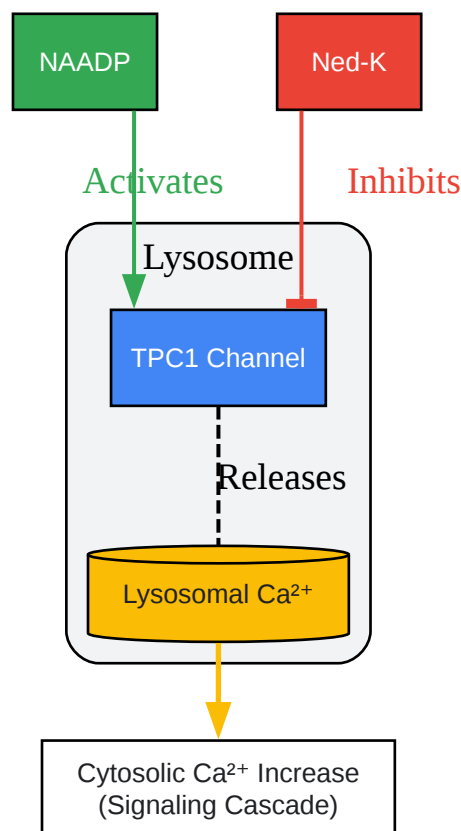 NAADP
Ned-K
Activates
Inhibits
Lysosome
TPC1 Channel
Releases
Lysosomal Ca²⁺
Cytosolic Ca²⁺ Increase
(Signaling Cascade)